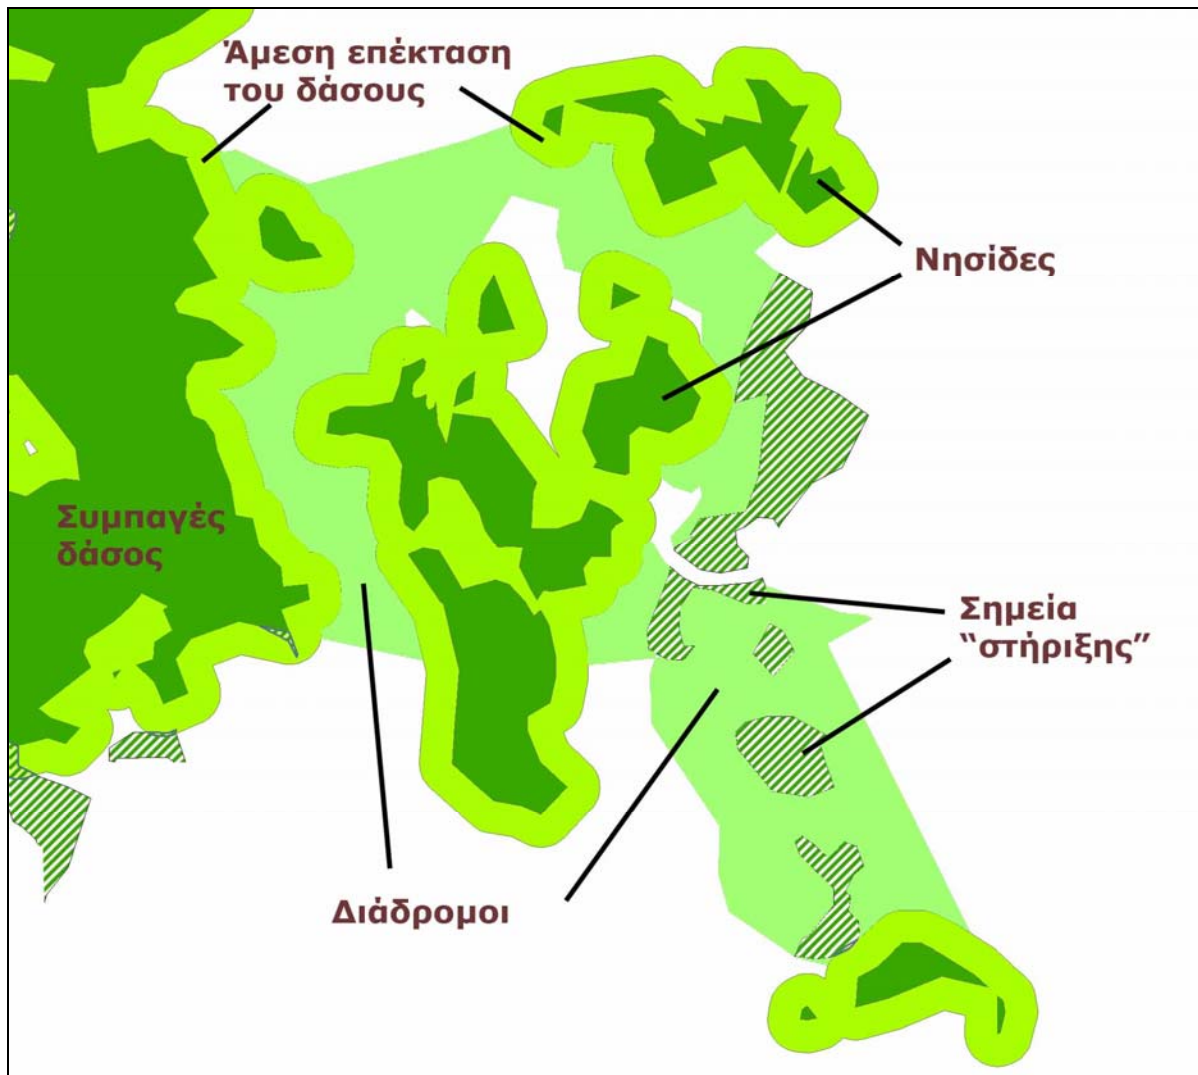 Άμεση επέκταση
του δάσους
Νησίδες
Συμπαγές
δάσος
Σημεία
“στήριξης”
Διάδρομοι